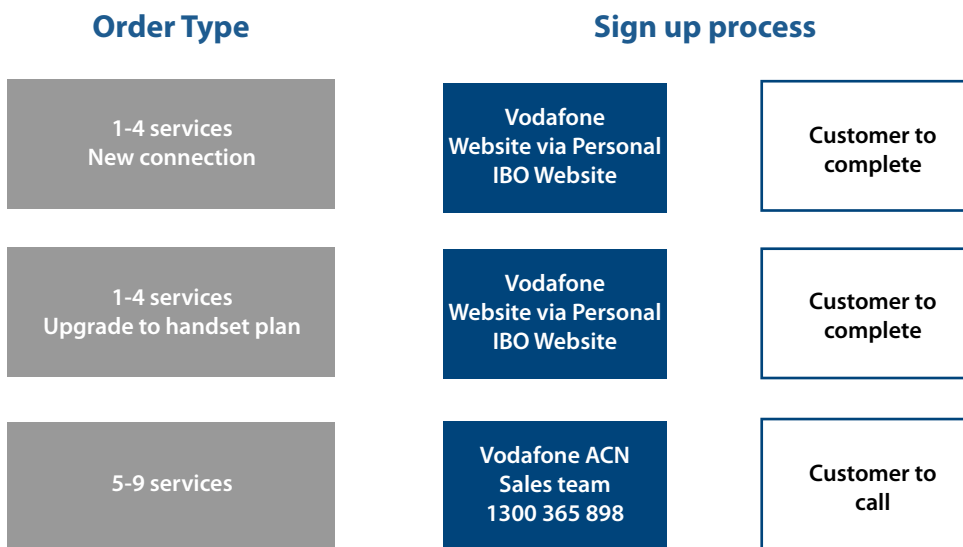 Order Type
Sign up process
1-4 services
New connection
Vodafone
Website via Personal
IBO Website
Customer to
complete
1-4 services
Upgrade to handset plan
Vodafone
Website via Personal
IBO Website
Customer to
complete
5-9 services
Vodafone ACN
Sales team
1300 365 898
Customer to
call